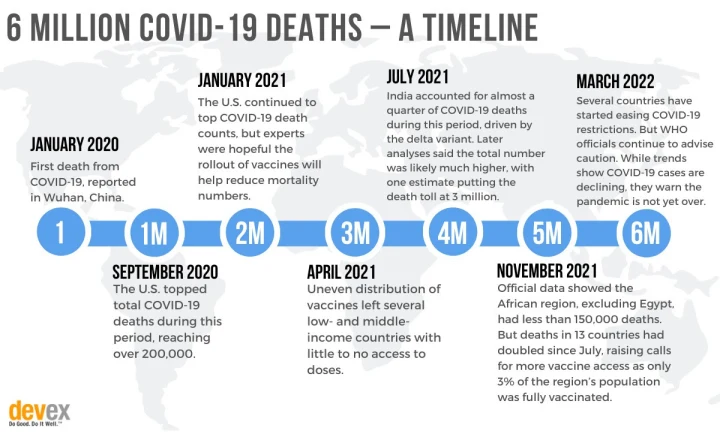 6 MILLION COVID-19 DEATHS — A TIMELINE
JANUARY 2020
First death from
COVID-19, reported
in Wuhan, China.
JANUARY 2021
The U.S. continued to
top COVID-19 death
counts, but experts
were hopeful the
rollout of vaccines will
help reduce mortality
numbers.
JULY 2021
India accounted for almost a
quarter of COVID-19 deaths
during this period, driven by
the delta variant. Later
analyses said the total number
was likely much higher, with
one estimate putting the
death toll at 3 million.
MARCH 2022
Several countries have
started easing COVID-19
restrictions. But WHO
officials continue to advise
caution. While trends
show COVID-19 cases are
declining, they warn the
pandemic is not yet over.
1
1M
2M
3M
4M
5M
6M
SEPTEMBER 2020
The U.S. topped
total COVID-19
deaths during this
period, reaching
over 200,000.
APRIL 2021
Uneven distribution of
vaccines left several
low- and middle-
income countries with
little to no access to
doses.
NOVEMBER 2021
Official data showed the
African region, excluding Egypt,
had less than 150,000 deaths.
But deaths in 13 countries had
doubled since July, raising calls
for more vaccine access as only
3% of the region's population
was fully vaccinated.
devex
Do Good. Do It Well.™